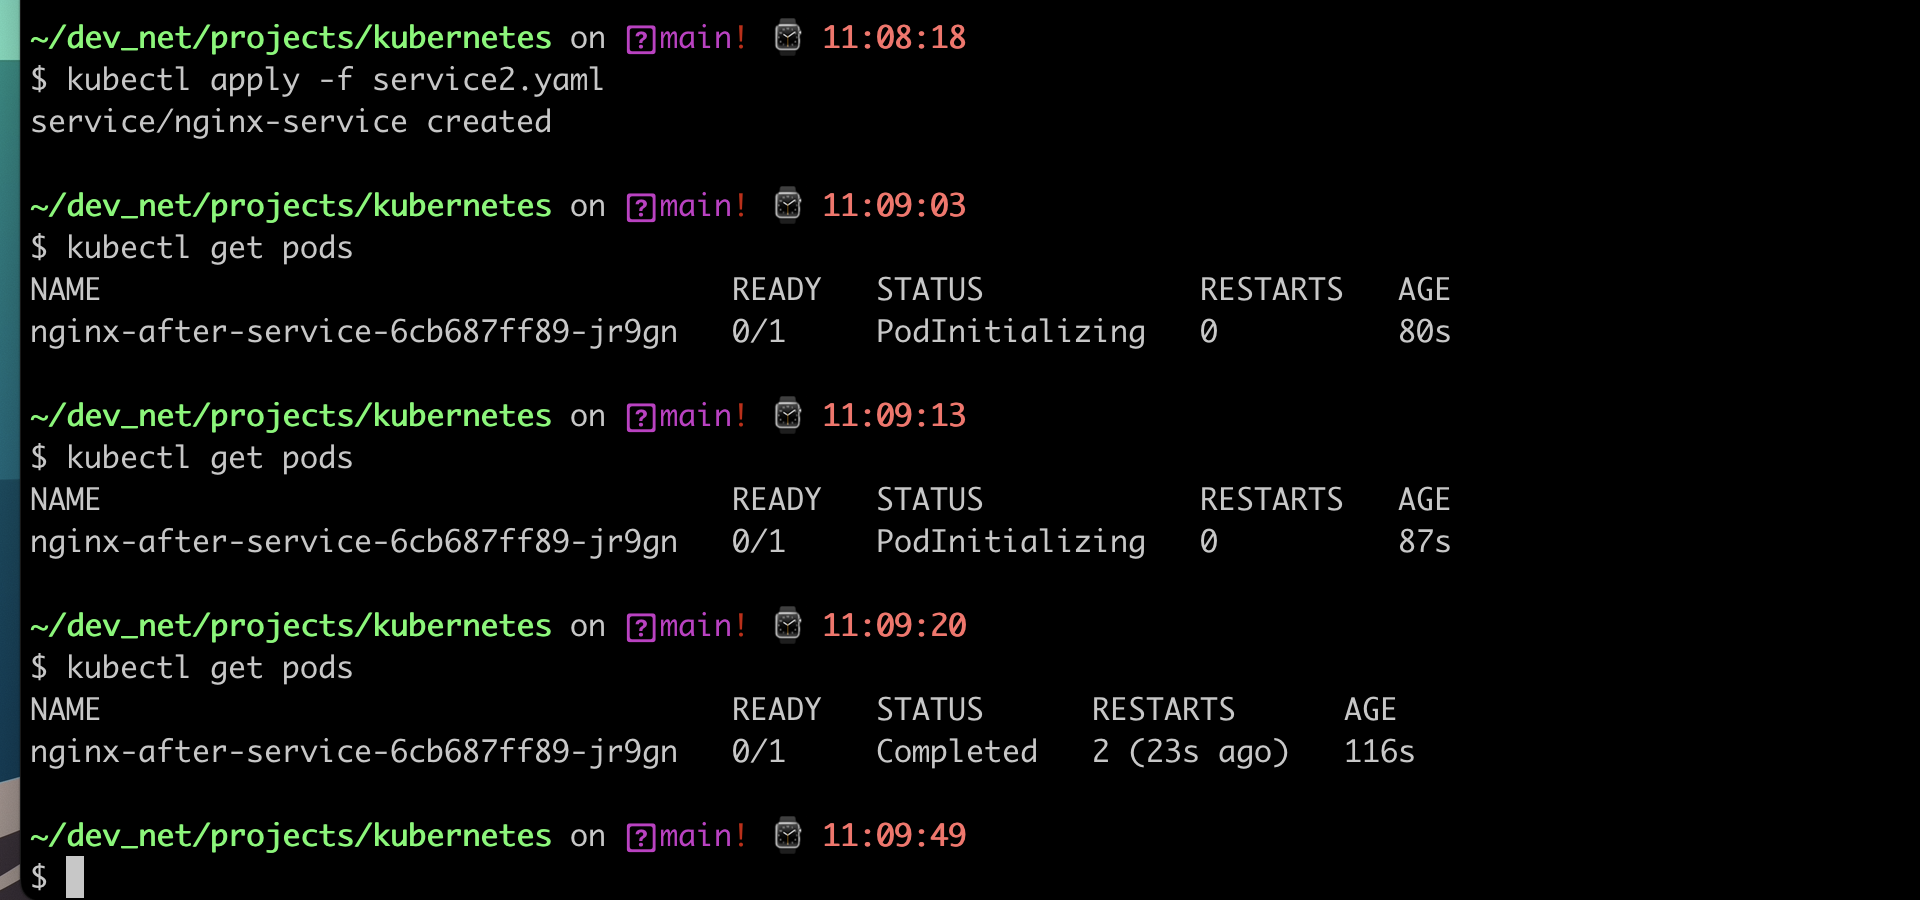 ~/dev_net/projects/kubernetes on ?main! ⌚ 11:08:18
$ kubectl apply -f service2.yaml
service/nginx-service created
~/dev_net/projects/kubernetes on ?main! ⌚ 11:09:03
$ kubectl get pods
NAME READY STATUS RESTARTS AGE
nginx-after-service-6cb687ff89-jr9gn 0/1 PodInitializing 0 80s
~/dev_net/projects/kubernetes on ?main! ⌚ 11:09:13
$ kubectl get pods
NAME READY STATUS RESTARTS AGE
nginx-after-service-6cb687ff89-jr9gn 0/1 PodInitializing 0 87s
~/dev_net/projects/kubernetes on ?main! ⌚ 11:09:20
$ kubectl get pods
NAME READY STATUS RESTARTS AGE
nginx-after-service-6cb687ff89-jr9gn 0/1 Completed 2 (23s ago) 116s
~/dev_net/projects/kubernetes on ?main! ⌚ 11:09:49
$